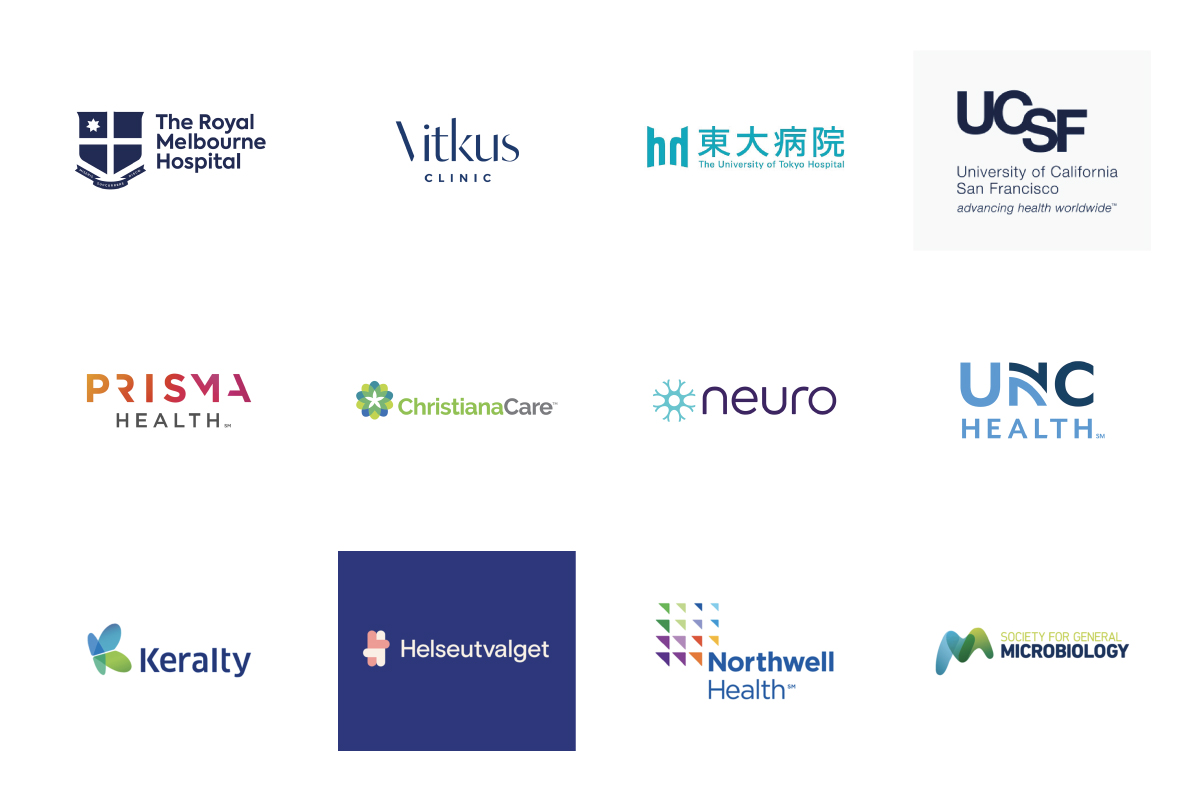 The Royal
Melbourne
Hospital
Vitkus
CLINIC
東大病院
The University of Tokyo Hospital
UCSF
University of California
San Francisco
advancing health worldwide™
PRISMA
HEALTH℠
ChristianaCare™
neuro
UNC
HEALTH℠
Keralty
Helseutvalget
Northwell
Health℠
SOCIETY FOR GENERAL
MICROBIOLOGY